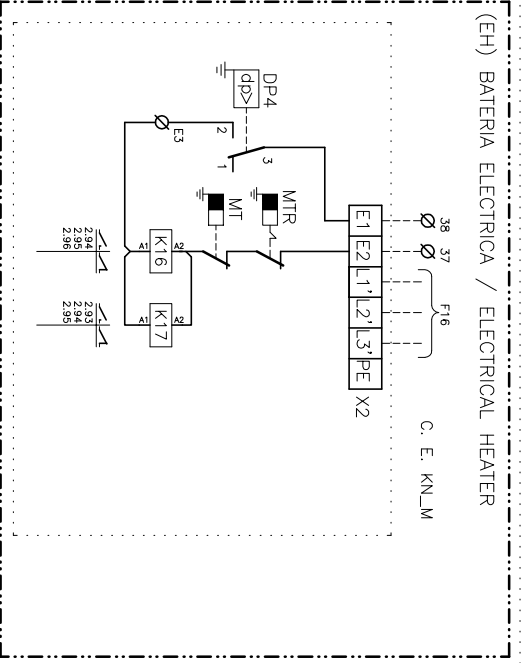 (EH) BATERIA ELECTRICA / ELECTRICAL HEATER
C. E. KN_M
38
37
F16
E1
E2
L1'
L2'
L3'
PE
X2
DP4
dp>
3
2
1
E3
MTR
MT
A1
K16
A2
A1
K17
A2
2.94
2.95
2.96
2.93
2.94
2.95